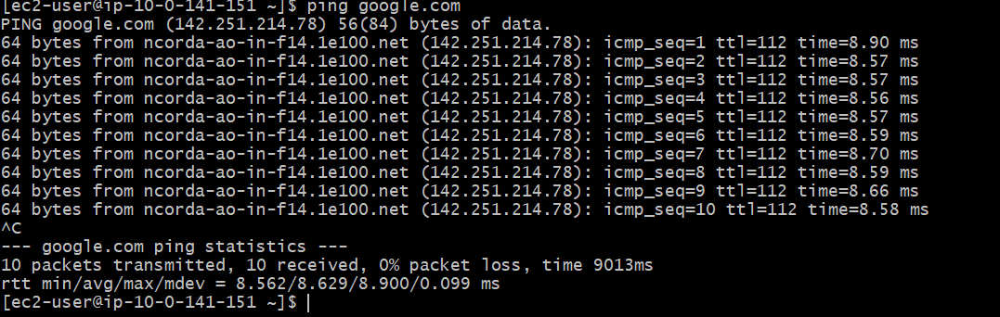 [ec2-user@ip-10-0-141-151 ~]$ ping google.com
PING google.com (142.251.214.78) 56(84) bytes of data.
64 bytes from ncorda-ao-in-f14.1e100.net (142.251.214.78): icmp_seq=1 ttl=112 time=8.90 ms
64 bytes from ncorda-ao-in-f14.1e100.net (142.251.214.78): icmp_seq=2 ttl=112 time=8.57 ms
64 bytes from ncorda-ao-in-f14.1e100.net (142.251.214.78): icmp_seq=3 ttl=112 time=8.57 ms
64 bytes from ncorda-ao-in-f14.1e100.net (142.251.214.78): icmp_seq=4 ttl=112 time=8.56 ms
64 bytes from ncorda-ao-in-f14.1e100.net (142.251.214.78): icmp_seq=5 ttl=112 time=8.57 ms
64 bytes from ncorda-ao-in-f14.1e100.net (142.251.214.78): icmp_seq=6 ttl=112 time=8.59 ms
64 bytes from ncorda-ao-in-f14.1e100.net (142.251.214.78): icmp_seq=7 ttl=112 time=8.70 ms
64 bytes from ncorda-ao-in-f14.1e100.net (142.251.214.78): icmp_seq=8 ttl=112 time=8.59 ms
64 bytes from ncorda-ao-in-f14.1e100.net (142.251.214.78): icmp_seq=9 ttl=112 time=8.66 ms
64 bytes from ncorda-ao-in-f14.1e100.net (142.251.214.78): icmp_seq=10 ttl=112 time=8.58 ms
^C
--- google.com ping statistics ---
10 packets transmitted, 10 received, 0% packet loss, time 9013ms
rtt min/avg/max/mdev = 8.562/8.629/8.900/0.099 ms
[ec2-user@ip-10-0-141-151 ~]$